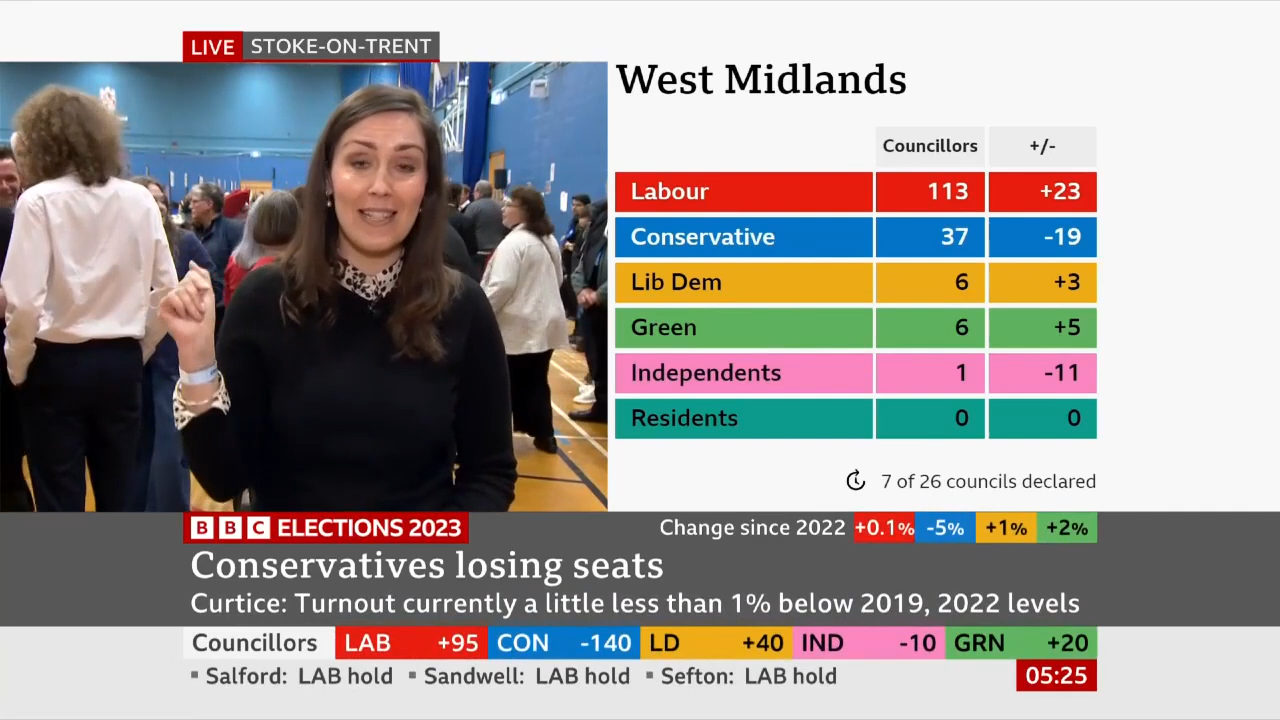 LIVE STOKE-ON-TRENT
West Midlands
Councillors +/-
Labour 113 +23
Conservative 37 -19
Lib Dem 6 +3
Green 6 +5
Independents 1 -11
Residents 0 0
7 of 26 councils declared
BBC ELECTIONS 2023 Change since 2022 +0.1% -5% +1% +2%
Conservatives losing seats
Curtice: Turnout currently a little less than 1% below 2019, 2022 levels
Councillors LAB +95 CON -140 LD +40 IND -10 GRN +20
▪ Salford: LAB hold ▪ Sandwell: LAB hold ▪ Sefton: LAB hold 05:25